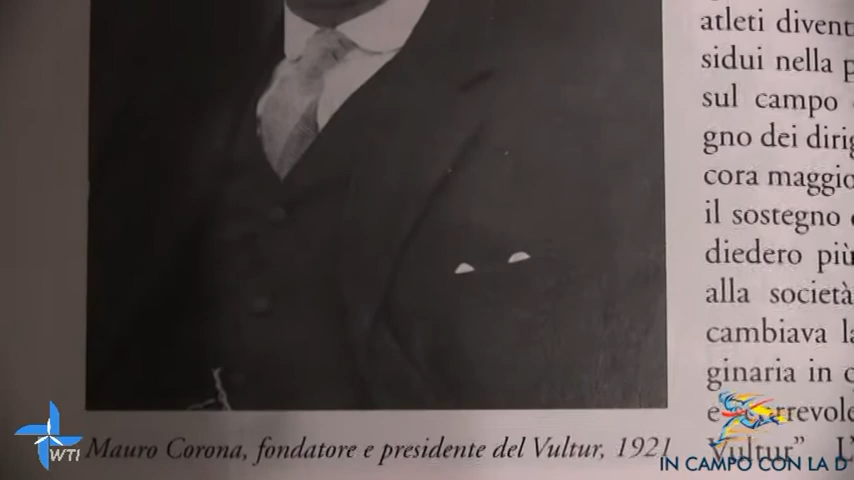 atleti divent
sidui nella p
sul campo
gno dei dirig
cora maggio
il sostegno
diedero più
alla società
cambiava la
ginaria in
Vultur" L'
Mauro Corona, fondatore e presidente del Vultur, 1921
WTI
IN CAMPO CON LA D